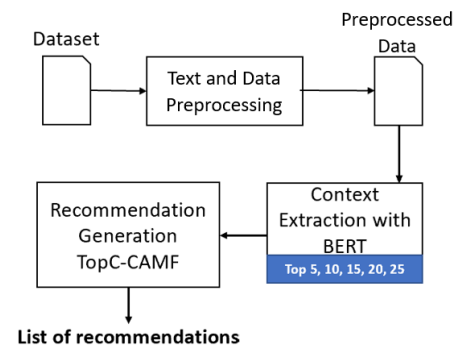 Dataset
Text and Data
Preprocessing
Preprocessed
Data
Context
Extraction with
BERT
Top 5, 10, 15, 20, 25
Recommendation
Generation
TopC-CAMF
List of recommendations